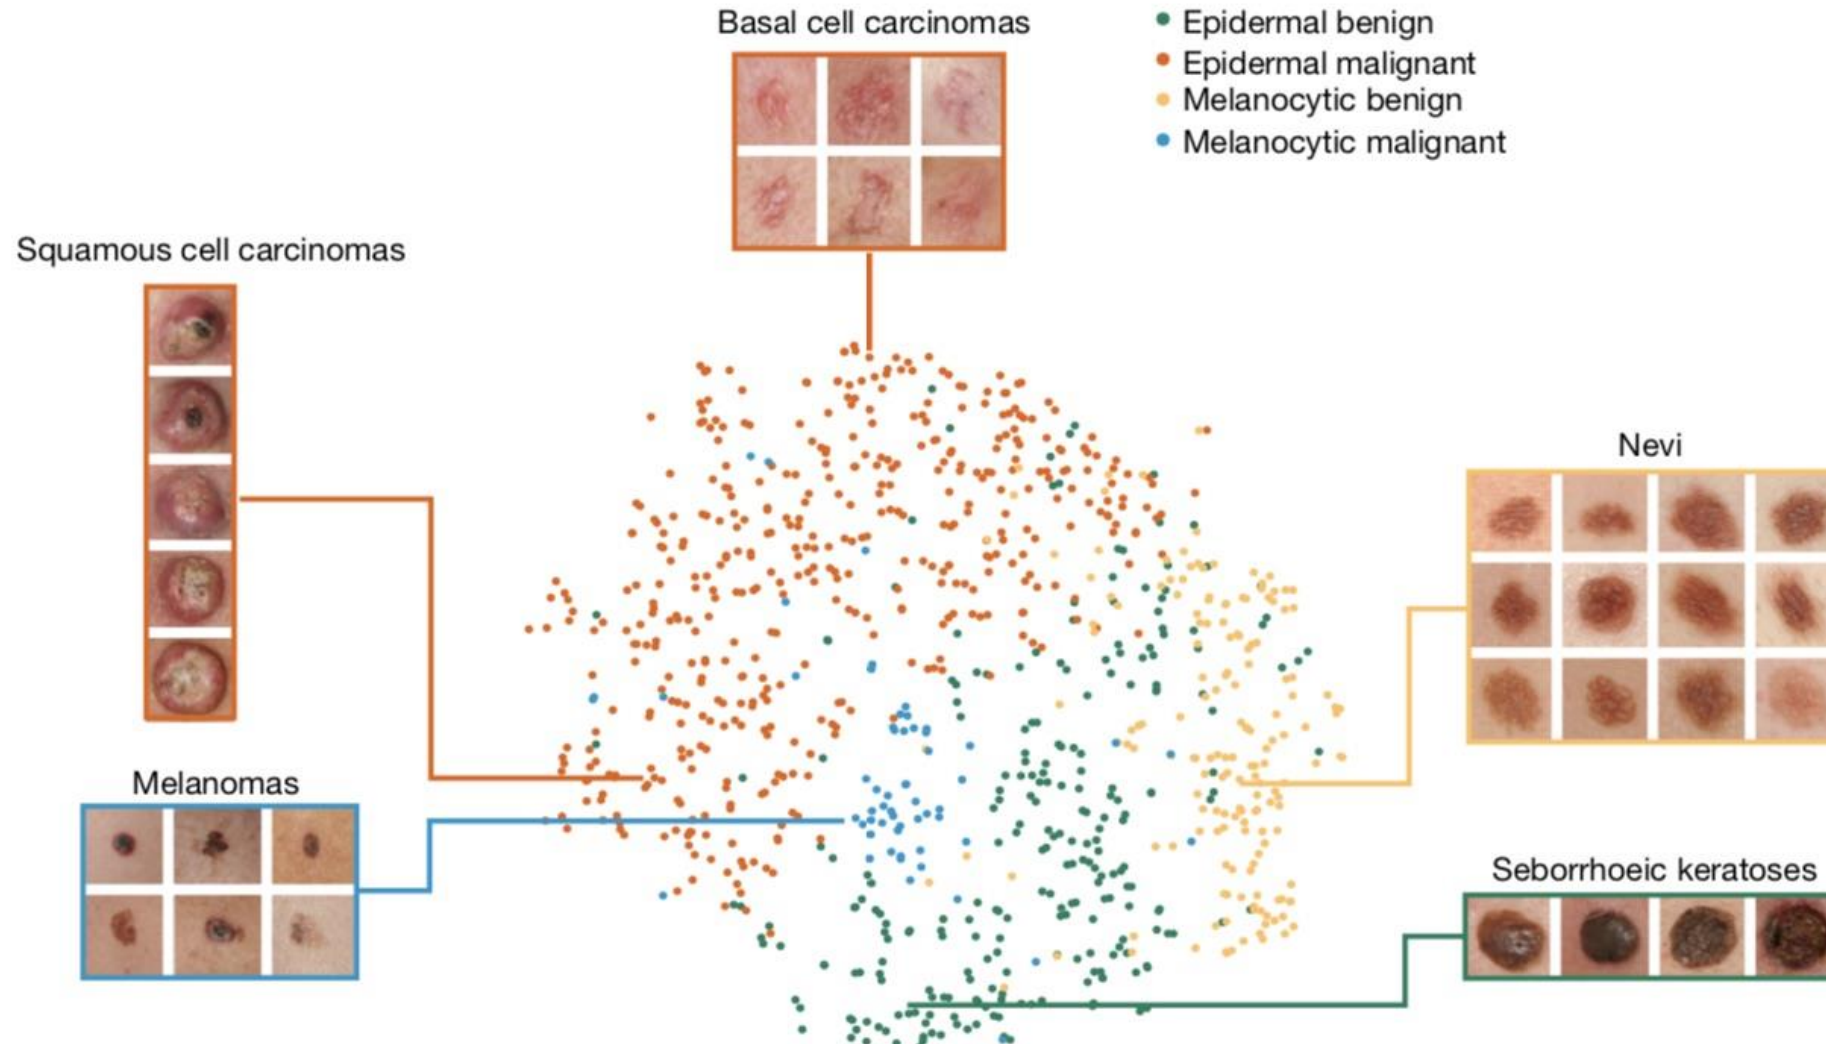 Basal cell carcinomas
Epidermal benign
Epidermal malignant
Melanocytic benign
Melanocytic malignant
Squamous cell carcinomas
Nevi
Melanomas
Seborrhoeic keratoses